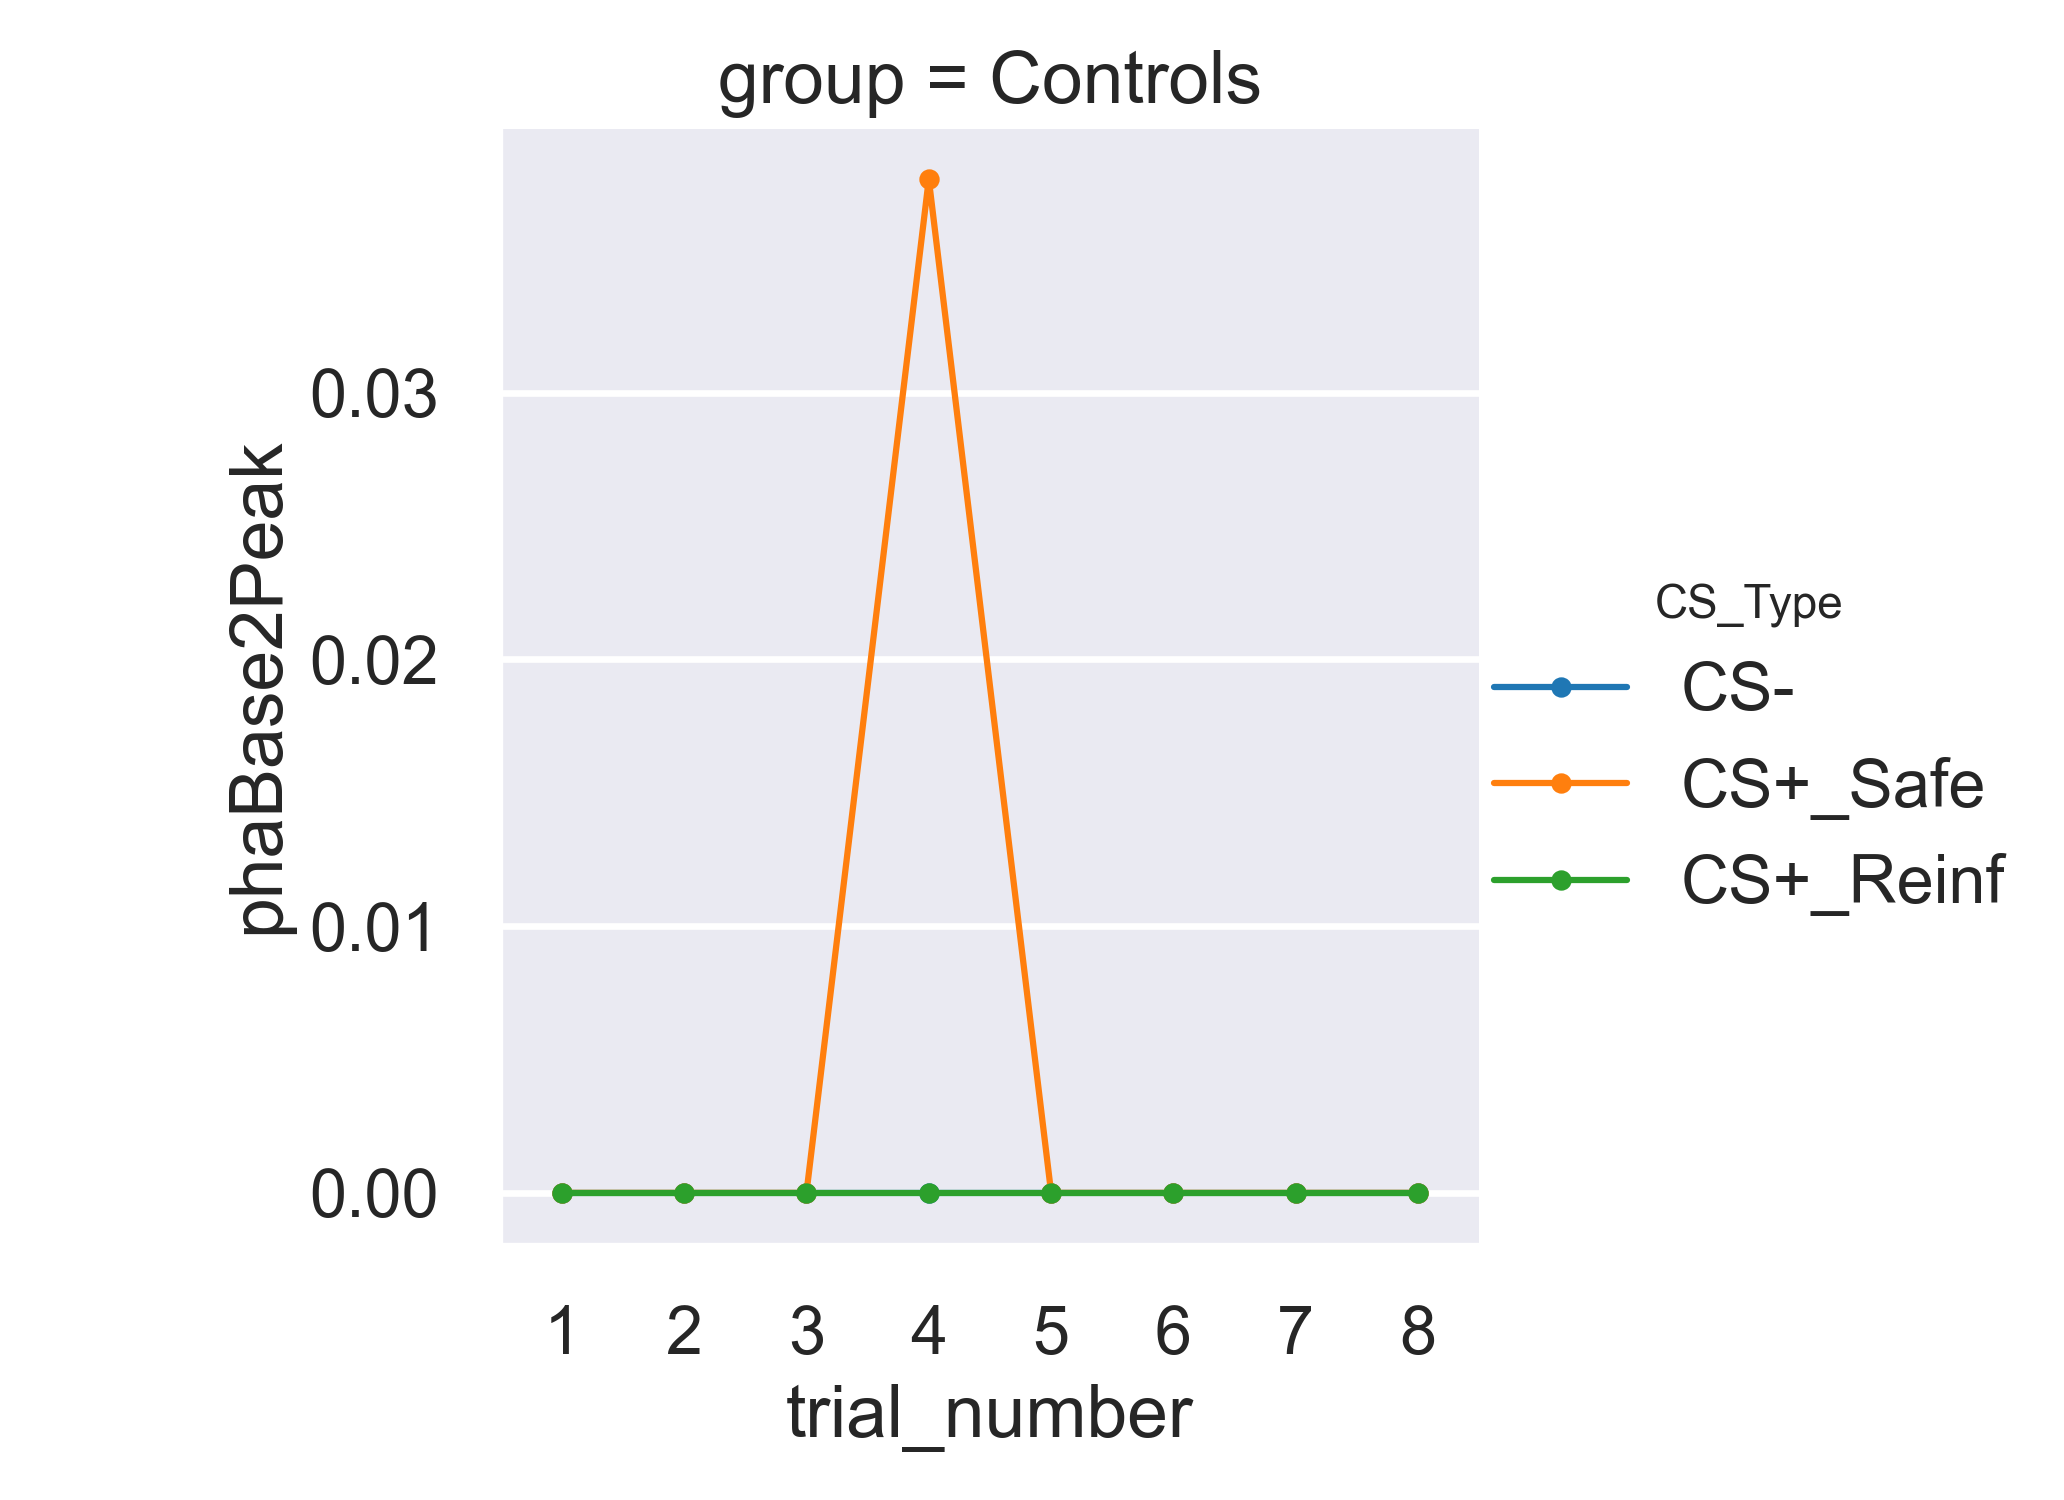 group = Controls
phaBase2Peak
0.03
0.02
0.01
0.00
1 2 3 4 5 6 7 8
trial_number
CS_Type
CS-
CS+_Safe
CS+_Reinf